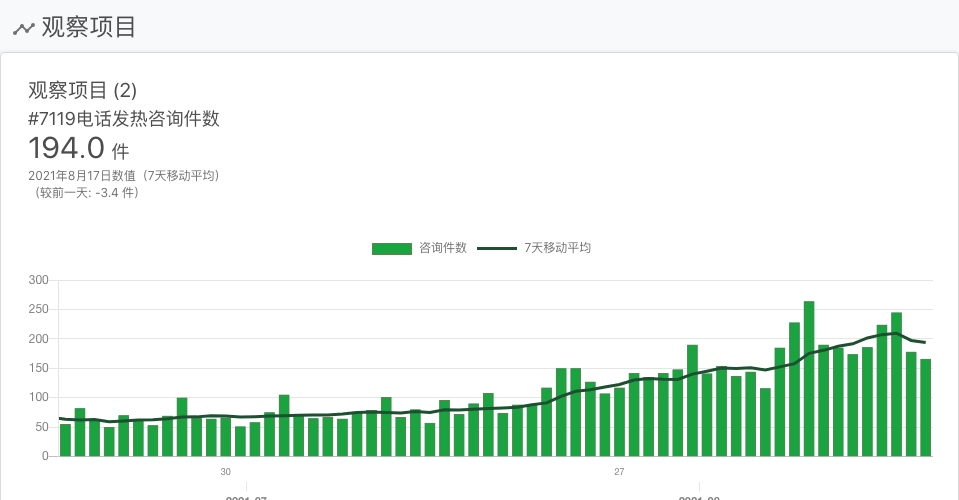 观察项目
观察项目 (2)
#7119电话发热咨询件数
194.0 件
2021年8月17日数值（7天移动平均）
（较前一天: -3.4 件）
咨询件数 7天移动平均
300
250
200
150
100
50
0
30 27